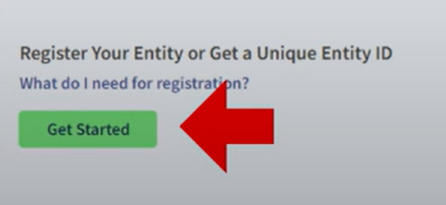 Register Your Entity or Get a Unique Entity ID
What do I need for registration?
Get Started